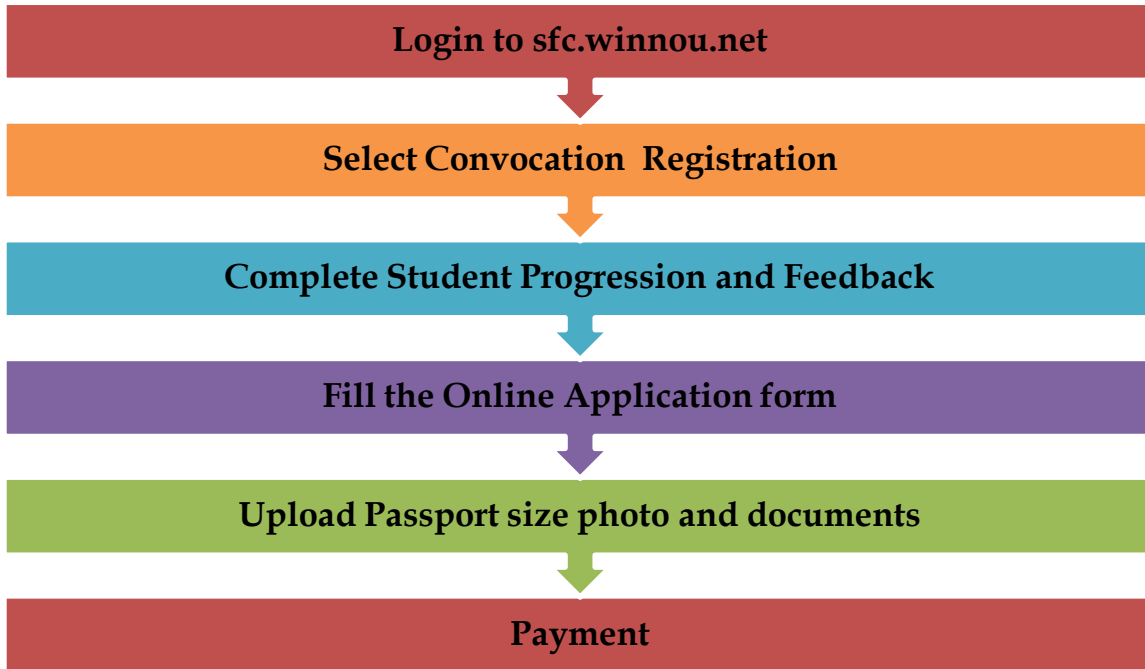 Login to sfc.winnou.net
Select Convocation Registration
Complete Student Progression and Feedback
Fill the Online Application form
Upload Passport size photo and documents
Payment